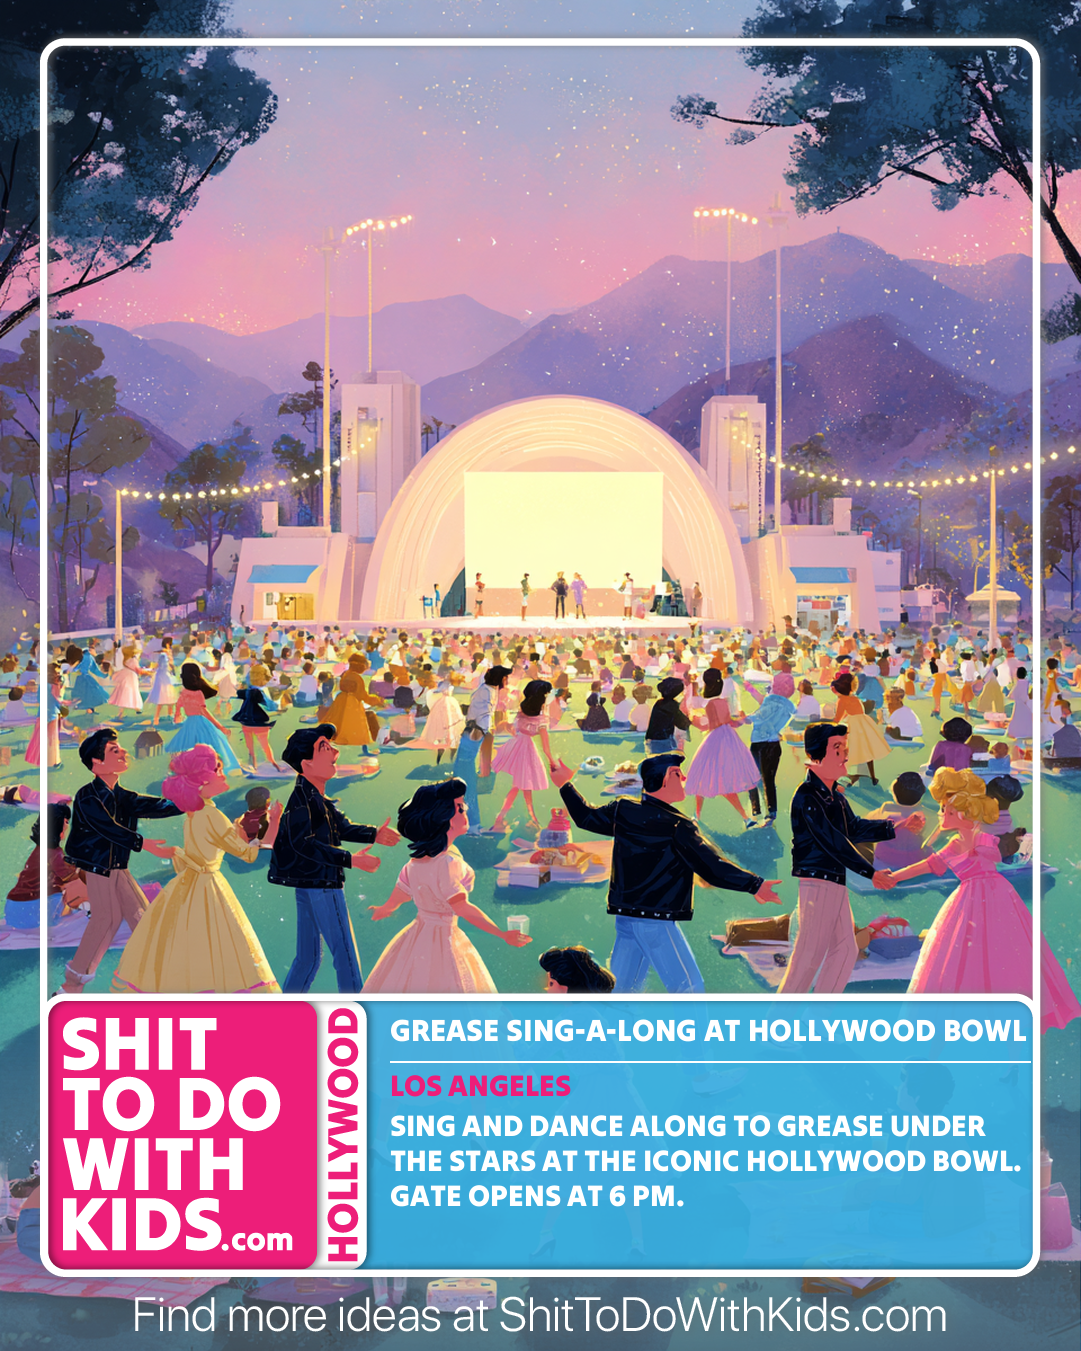 SHIT
TO DO
WITH
KIDS.com
HOLLYWOOD
GREASE SING-A-LONG AT HOLLYWOOD BOWL
LOS ANGELES
SING AND DANCE ALONG TO GREASE UNDER
THE STARS AT THE ICONIC HOLLYWOOD BOWL.
GATE OPENS AT 6 PM.
Find more ideas at ShitToDoWithKids.com